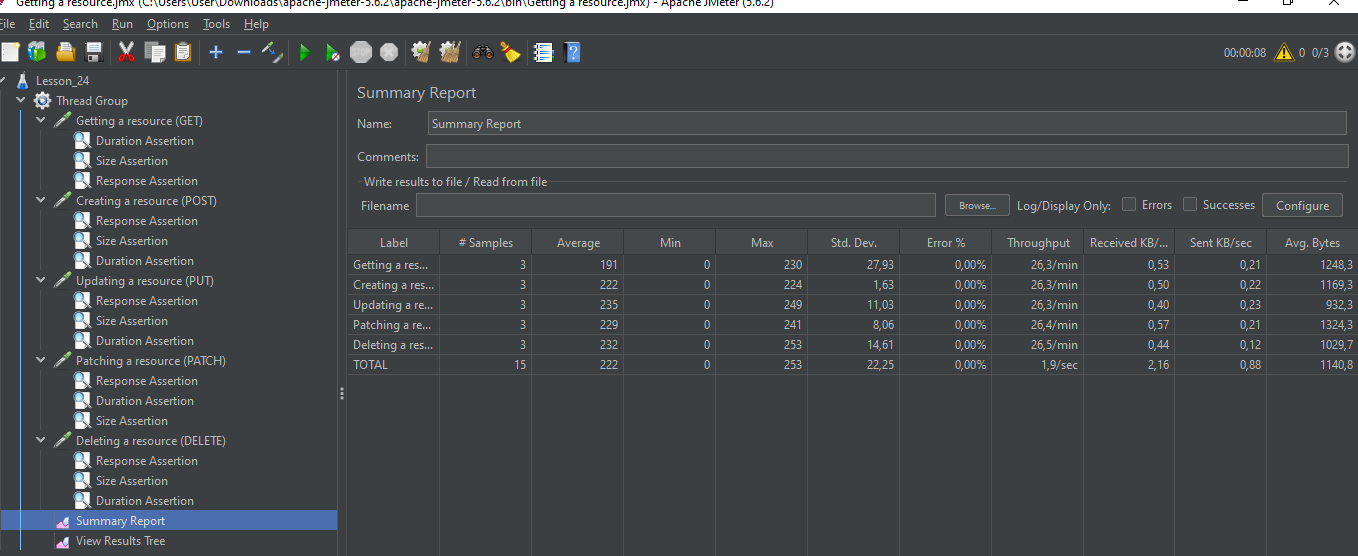 Getting a resource.jmx (C:\Users\User\Downloads\apache-jmeter-5.6.2\apache-jmeter-5.6.2\bin\Getting a resource.jmx) - Apache JMeter (5.6.2)
File Edit Search Run Options Tools Help
00:00:08 0 0/3
Lesson_24
Thread Group
Getting a resource (GET)
Duration Assertion
Size Assertion
Response Assertion
Creating a resource (POST)
Response Assertion
Size Assertion
Duration Assertion
Updating a resource (PUT)
Response Assertion
Size Assertion
Duration Assertion
Patching a resource (PATCH)
Response Assertion
Duration Assertion
Size Assertion
Deleting a resource (DELETE)
Response Assertion
Size Assertion
Duration Assertion
Summary Report
View Results Tree
Summary Report
Name: Summary Report
Comments:
Write results to file / Read from file
Filename Browse... Log/Display Only: Errors Successes Configure
Label # Samples Average Min Max Std. Dev. Error % Throughput Received KB/... Sent KB/sec Avg. Bytes
Getting a res... 3 191 0 230 27,93 0,00% 26,3/min 0,53 0,21 1248,3
Creating a res... 3 222 0 224 1,63 0,00% 26,3/min 0,50 0,22 1169,3
Updating a re... 3 235 0 249 11,03 0,00% 26,3/min 0,40 0,23 932,3
Patching a re... 3 229 0 241 8,06 0,00% 26,4/min 0,57 0,21 1324,3
Deleting a res... 3 232 0 253 14,61 0,00% 26,5/min 0,44 0,12 1029,7
TOTAL 15 222 0 253 22,25 0,00% 1,9/sec 2,16 0,88 1140,8